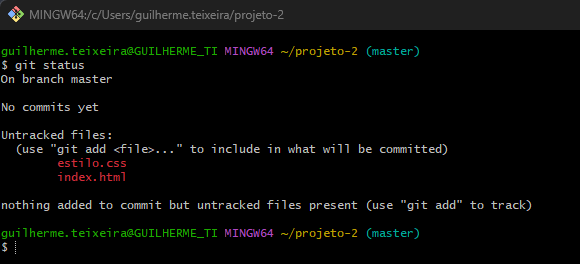 MINGW64:/c/Users/guilherme.teixeira/projeto-2
guilherme.teixeira@GUILHERME_TI MINGW64 ~/projeto-2 (master)
$ git status
On branch master
No commits yet
Untracked files:
(use "git add <file>..." to include in what will be committed)
estilo.css
index.html
nothing added to commit but untracked files present (use "git add" to track)
guilherme.teixeira@GUILHERME_TI MINGW64 ~/projeto-2 (master)
$